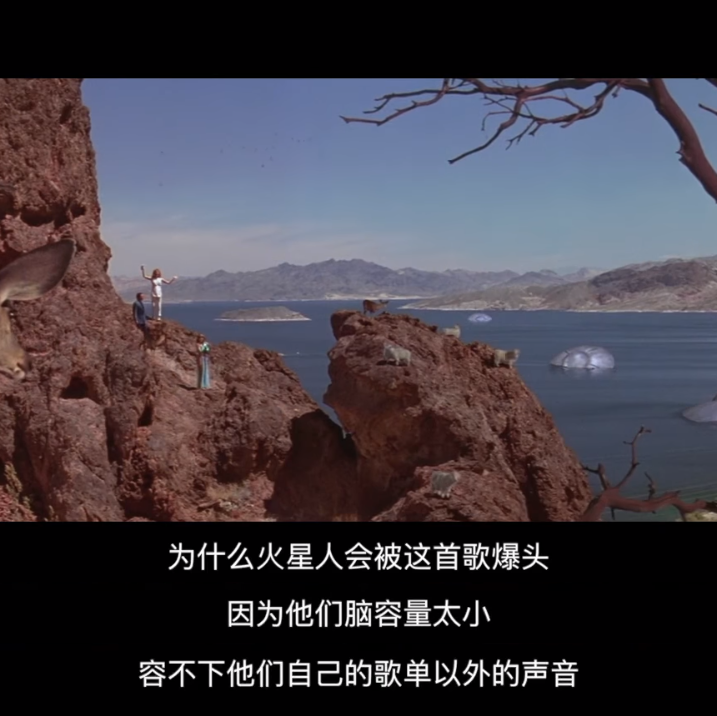 为什么火星人会被这首歌爆头
因为他们脑容量太小
容不下他们自己的歌单以外的声音